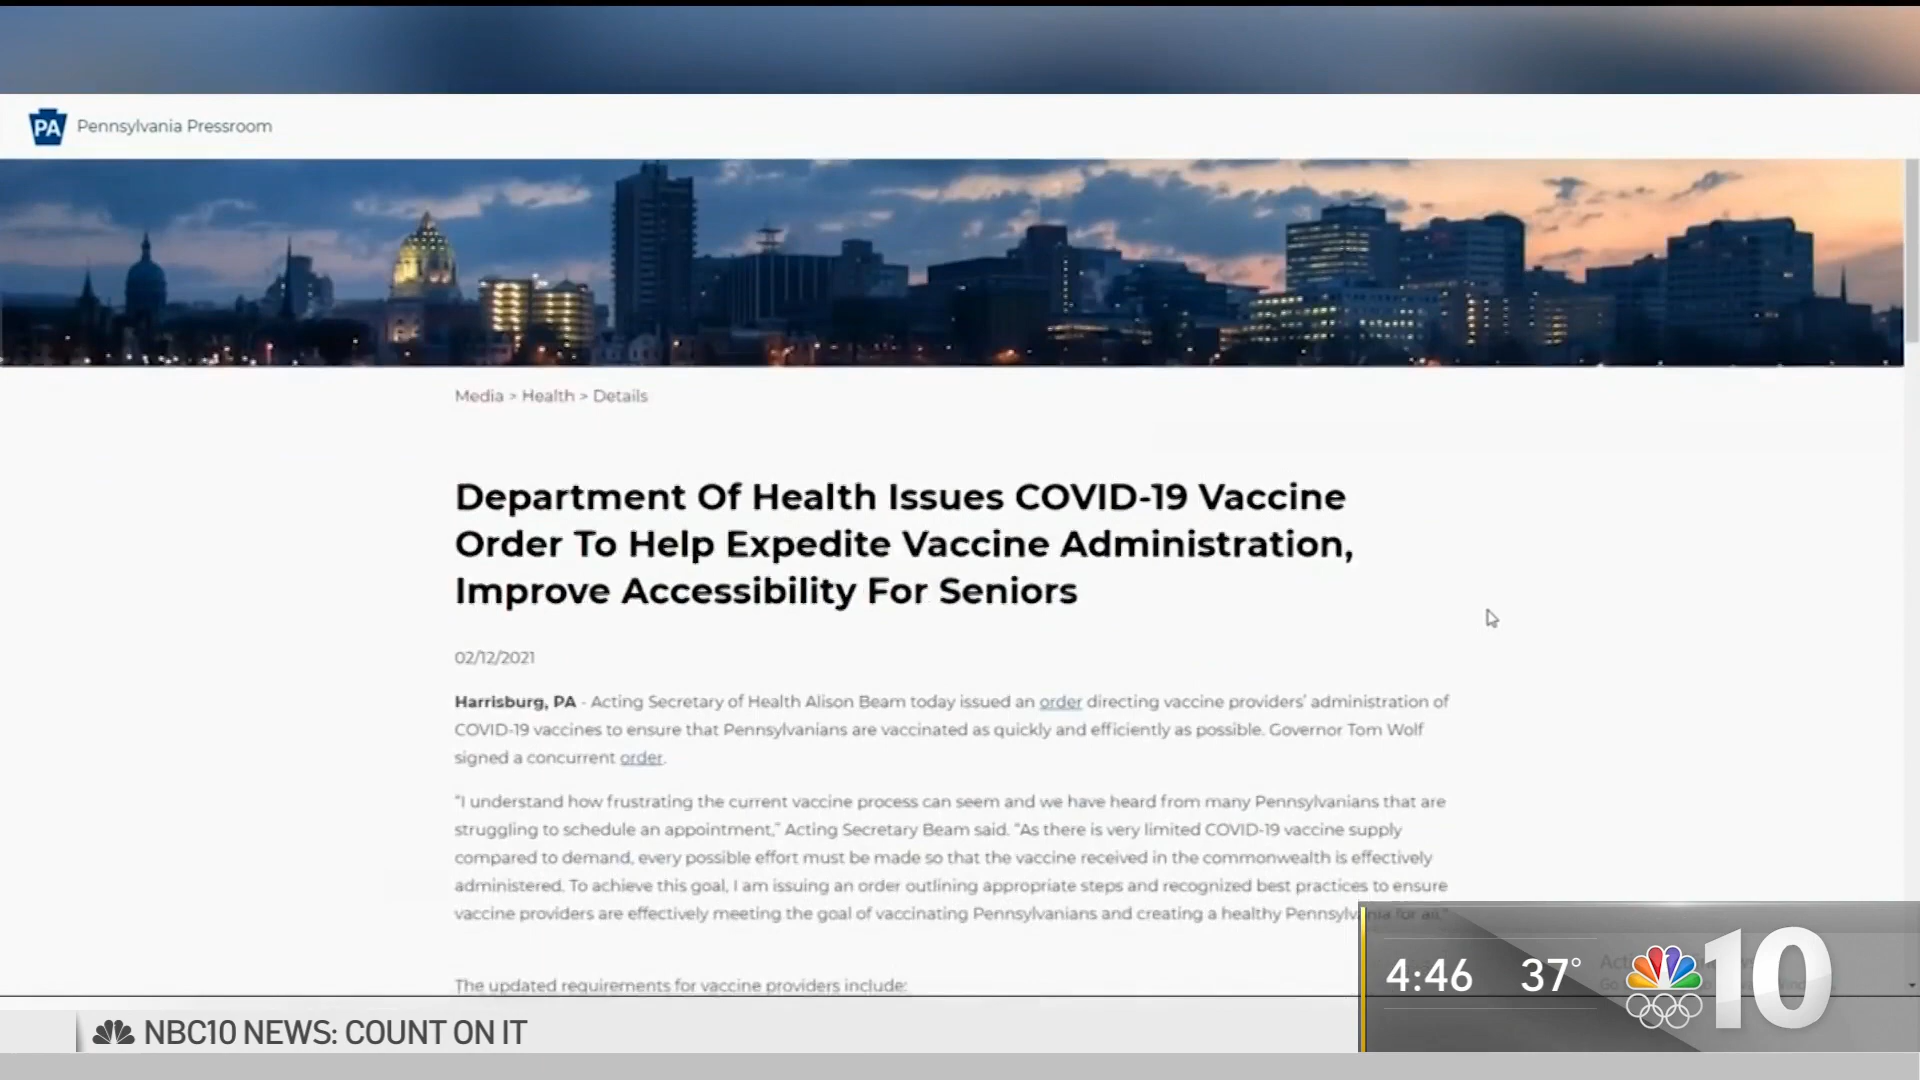 PA Pennsylvania Pressroom
Media > Health > Details
Department Of Health Issues COVID-19 Vaccine
Order To Help Expedite Vaccine Administration,
Improve Accessibility For Seniors
02/12/2021
Harrisburg, PA - Acting Secretary of Health Alison Beam today issued an order directing vaccine providers' administration of
COVID-19 vaccines to ensure that Pennsylvanians are vaccinated as quickly and efficiently as possible. Governor Tom Wolf
signed a concurrent order.
"I understand how frustrating the current vaccine process can seem and we have heard from many Pennsylvanians that are
struggling to schedule an appointment," Acting Secretary Beam said. "As there is very limited COVID-19 vaccine supply
compared to demand, every possible effort must be made so that the vaccine received in the commonwealth is effectively
administered. To achieve this goal, I am issuing an order outlining appropriate steps and recognized best practices to ensure
vaccine providers are effectively meeting the goal of vaccinating Pennsylvanians and creating a healthy Pennsylvania for all."
The updated requirements for vaccine providers include:
4:46 37° 10
NBC10 NEWS: COUNT ON IT